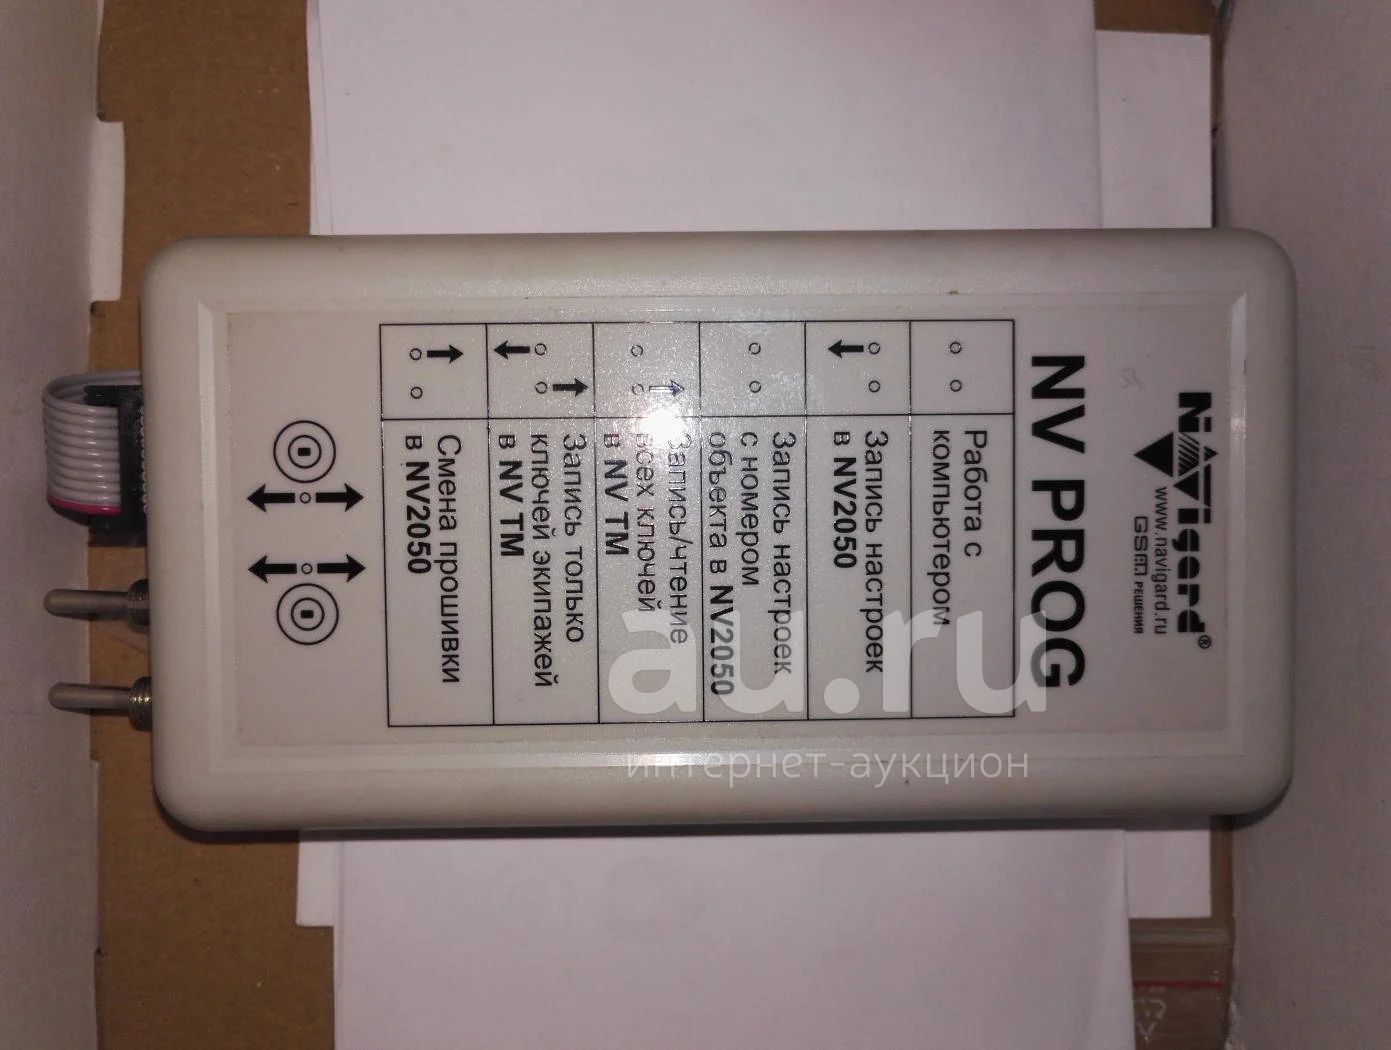 NAVIgard®
www.navigard.ru
GSM РЕШЕНИЯ
NV PROG
Работа с
компьютером
Запись настроек
в NV2050
Запись настроек
с номером
объекта в NV2050
Запись/чтение
всех ключей
в NV TM
Запись только
ключей экипажей
в NV TM
Смена прошивки
в NV2050
au.ru
интернет-аукцион